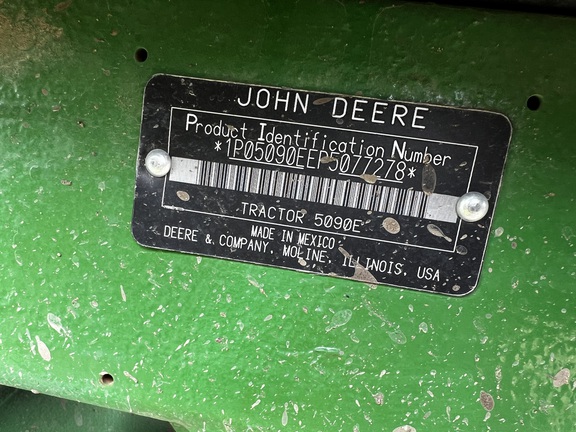 JOHN DEERE
Product Identification Number
*1P05090EEP5077278*
TRACTOR 5090E
MADE IN MEXICO
DEERE & COMPANY, MOLINE, ILLINOIS, USA